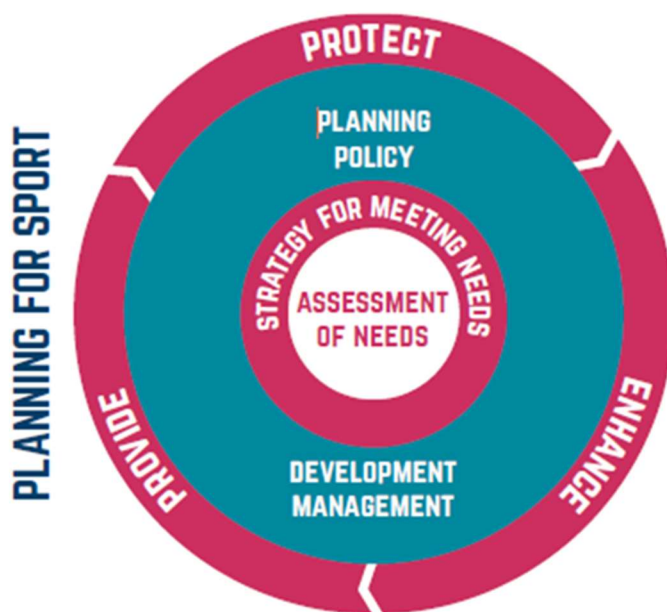 PLANNING FOR SPORT
PROTECT
PLANNING
POLICY
STRATEGY FOR MEETING NEEDS
ASSESSMENT
OF NEEDS
DEVELOPMENT
MANAGEMENT
ENHANCE
PROVIDE